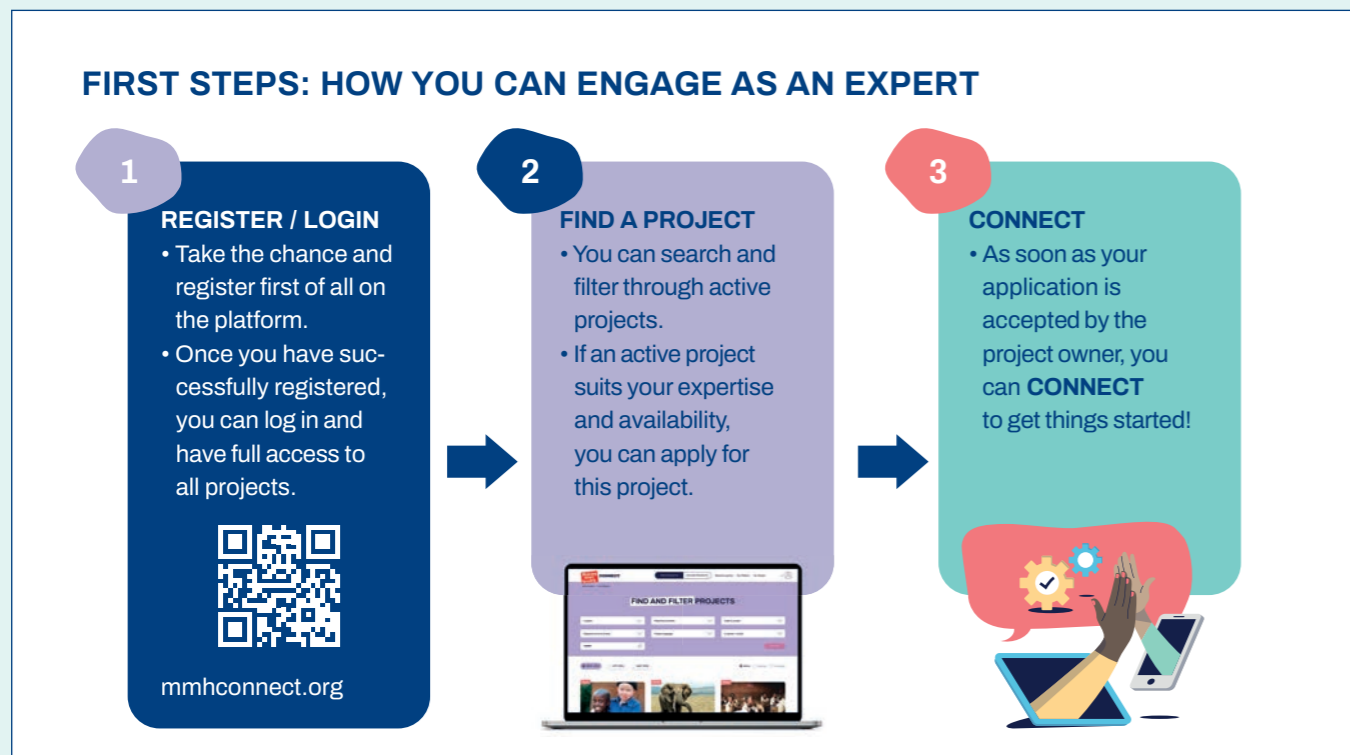 FIRST STEPS: HOW YOU CAN ENGAGE AS AN EXPERT
1
REGISTER / LOGIN
• Take the chance and
register first of all on
the platform.
• Once you have suc-
cessfully registered,
you can log in and
have full access to
all projects.
mmhconnect.org
2
FIND A PROJECT
• You can search and
filter through active
projects.
• If an active project
suits your expertise
and availability,
you can apply for
this project.
CONNECT
FIND AND FILTER PROJECTS
3
CONNECT
• As soon as your
application is
accepted by the
project owner, you
can CONNECT
to get things started!